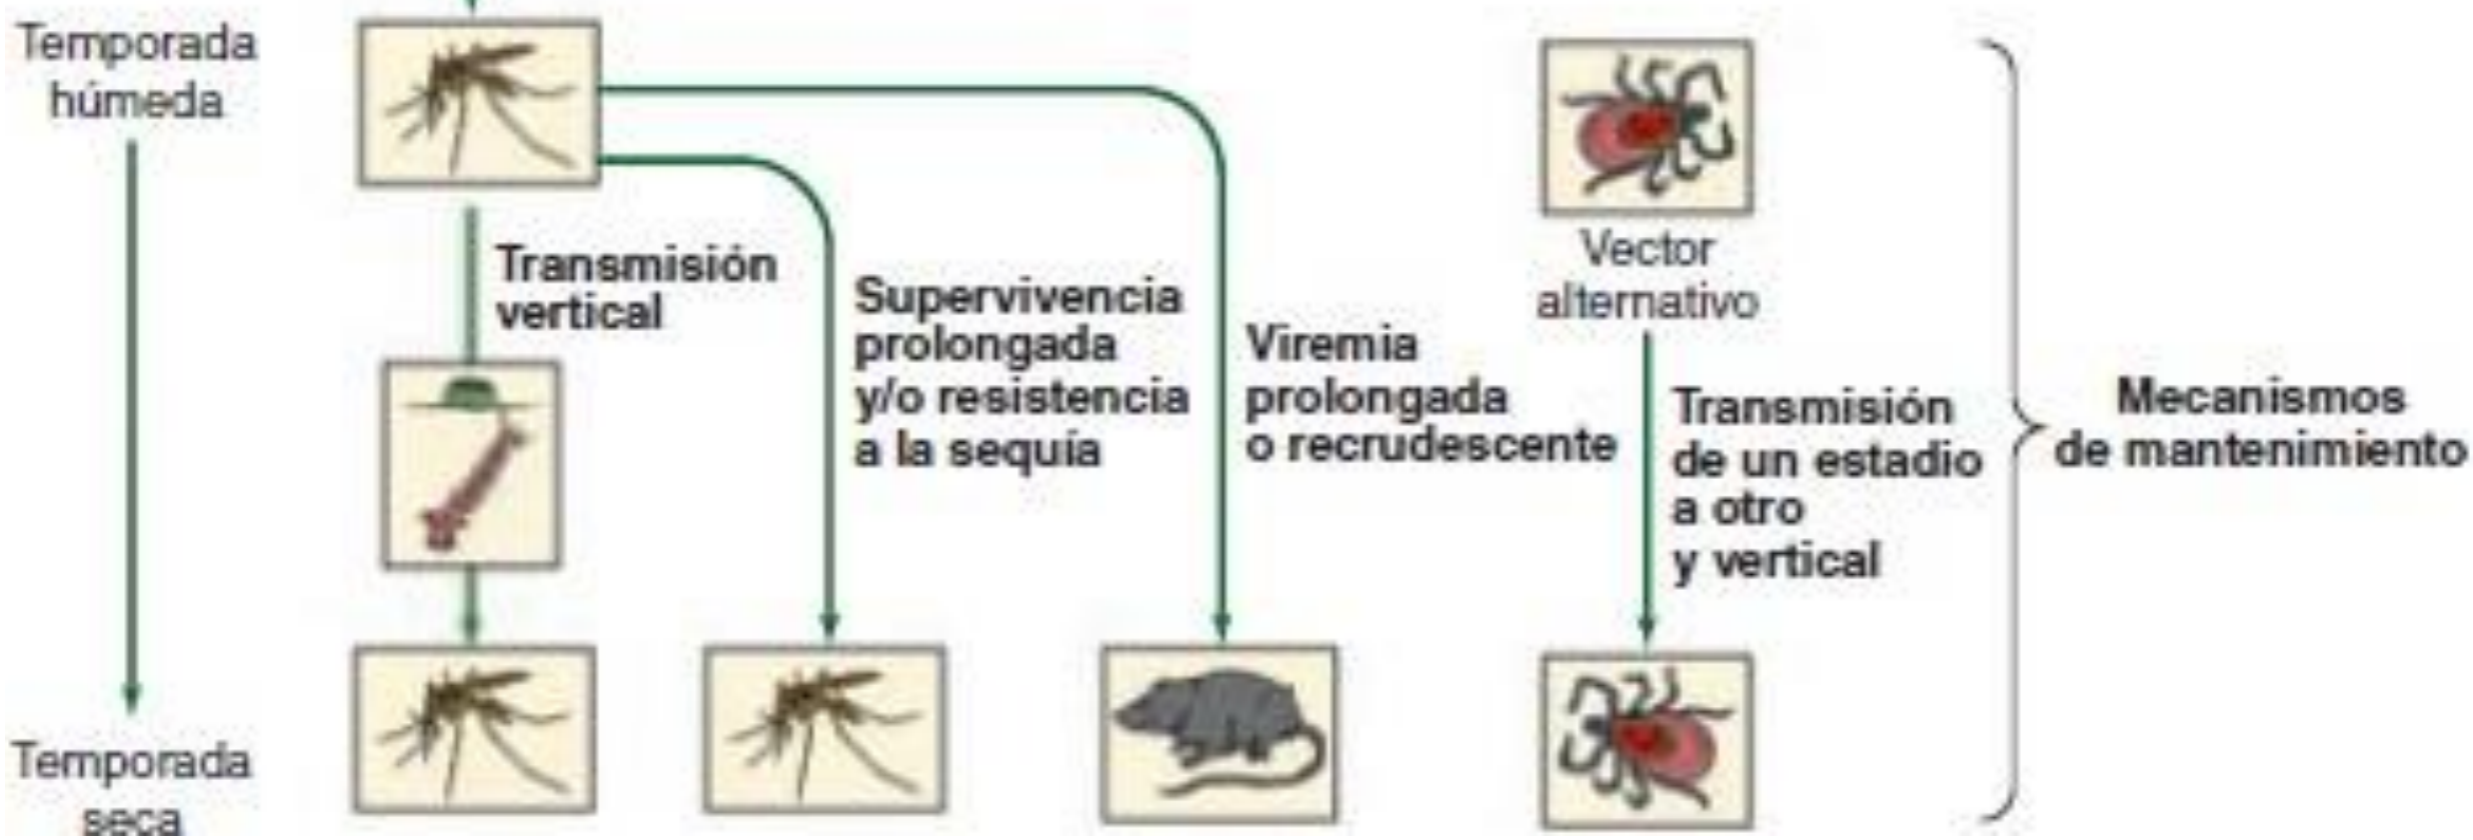 Temporada
húmeda
Transmisión
vertical
Supervivencia
prolongada
y/o resistencia
a la sequía
Viremia
prolongada
o recrudescente
Vector
alternativo
Transmisión
de un estadio
a otro
y vertical
Mecanismos
de mantenimiento
Temporada
seca